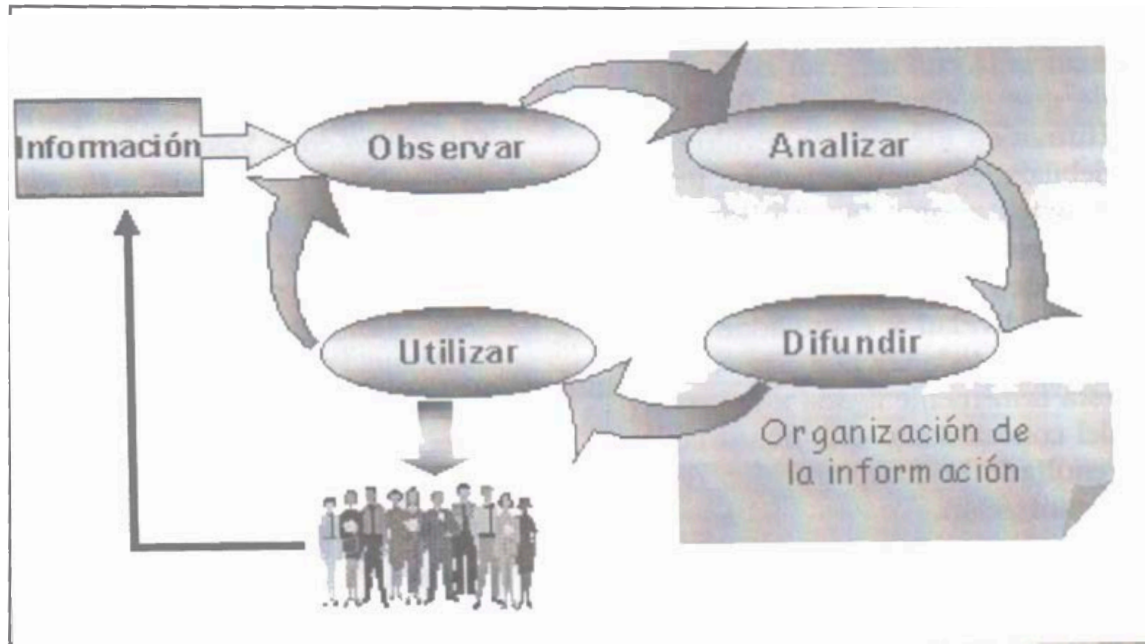 Información
Observar
Analizar
Utilizar
Difundir
Organización de
la información